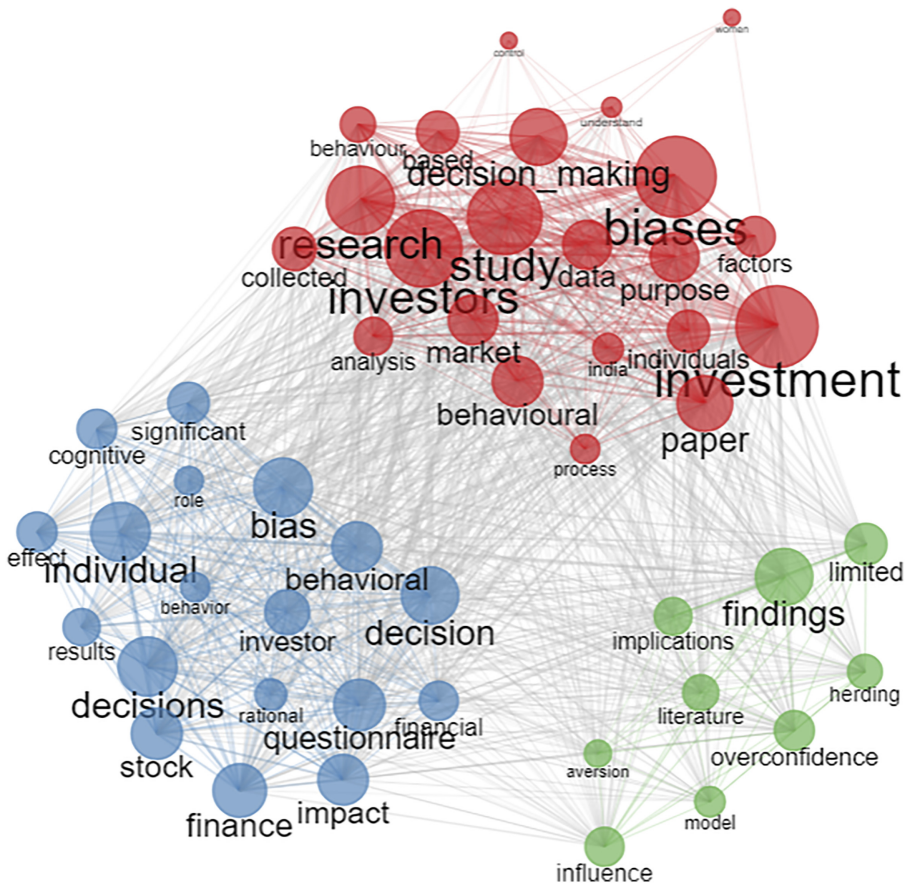 women
control
understand
behaviour
based
decision_making
biases
research
study
data
factors
collected
purpose
investors
analysis
market
india
individuals
investment
behavioural
paper
process
significant
cognitive
role
bias
effect
individual
behavioral
behavior
decision
investor
results
decisions
rational
financial
questionnaire
stock
finance
impact
limited
findings
implications
herding
literature
overconfidence
aversion
model
influence